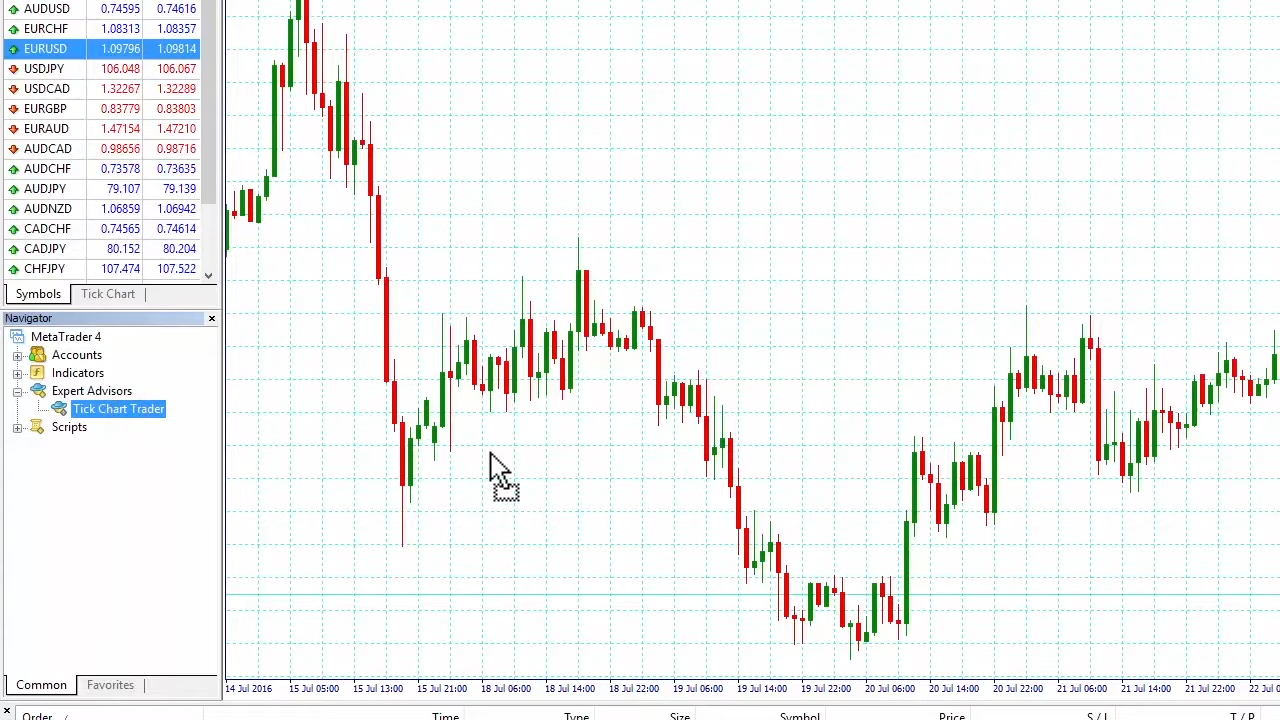 AUDUSD 0.74595 0.74616
EURCHF 1.08313 1.08357
EURUSD 1.09796 1.09814
USDJPY 106.048 106.067
USDCAD 1.32267 1.32289
EURGBP 0.83779 0.83803
EURAUD 1.47154 1.47210
AUDCAD 0.98656 0.98716
AUDCHF 0.73578 0.73635
AUDJPY 79.107 79.139
AUDNZD 1.06859 1.06942
CADCHF 0.74565 0.74614
CADJPY 80.152 80.204
CHFJPY 107.474 107.522
Symbols Tick Chart
Navigator
MetaTrader 4
Accounts
Indicators
Expert Advisors
Tick Chart Trader
Scripts
Common Favorites
14 Jul 2016 15 Jul 05:00 15 Jul 13:00 15 Jul 21:00 18 Jul 06:00 18 Jul 14:00 18 Jul 22:00 19 Jul 06:00 19 Jul 14:00 19 Jul 22:00 20 Jul 06:00 20 Jul 14:00 20 Jul 22:00 21 Jul 06:00 21 Jul 14:00 21 Jul 22:00 22 Jul 0
Order Time Type Size Symbol Price S / L T / P